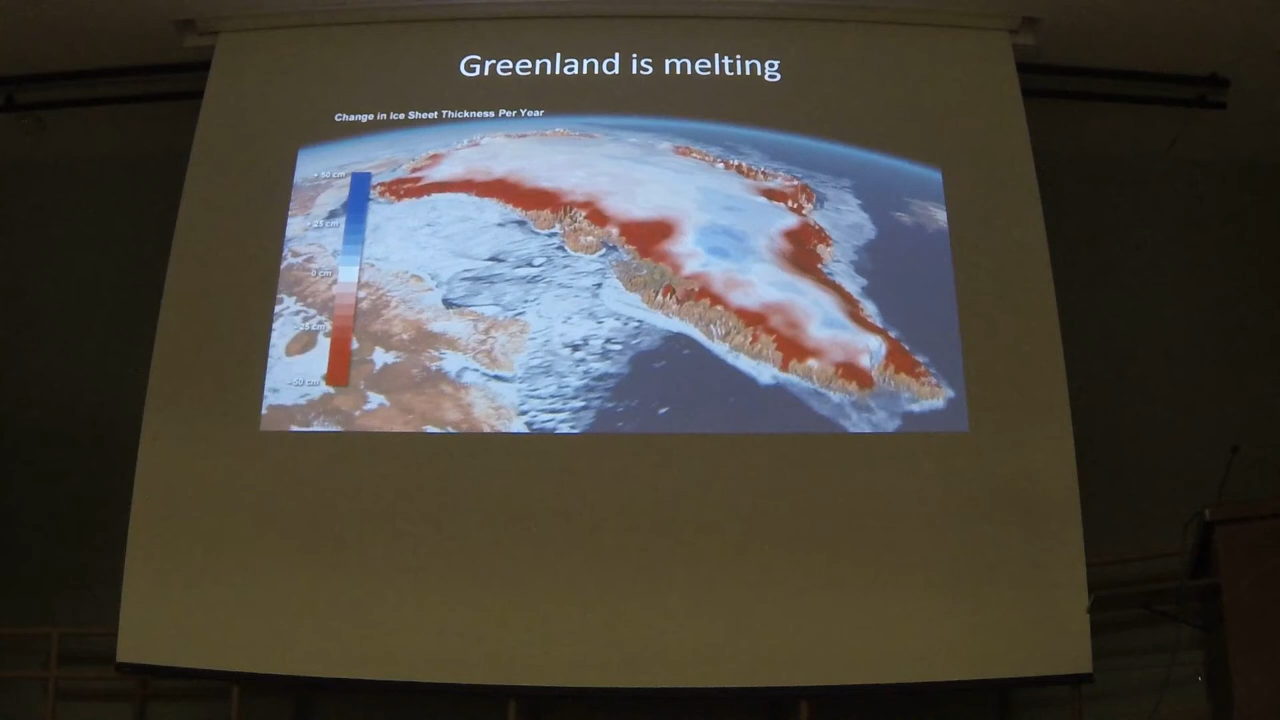 Greenland is melting
Change in Ice Sheet Thickness Per Year
+ 50 cm
+ 25 cm
0 cm
- 25 cm
- 50 cm